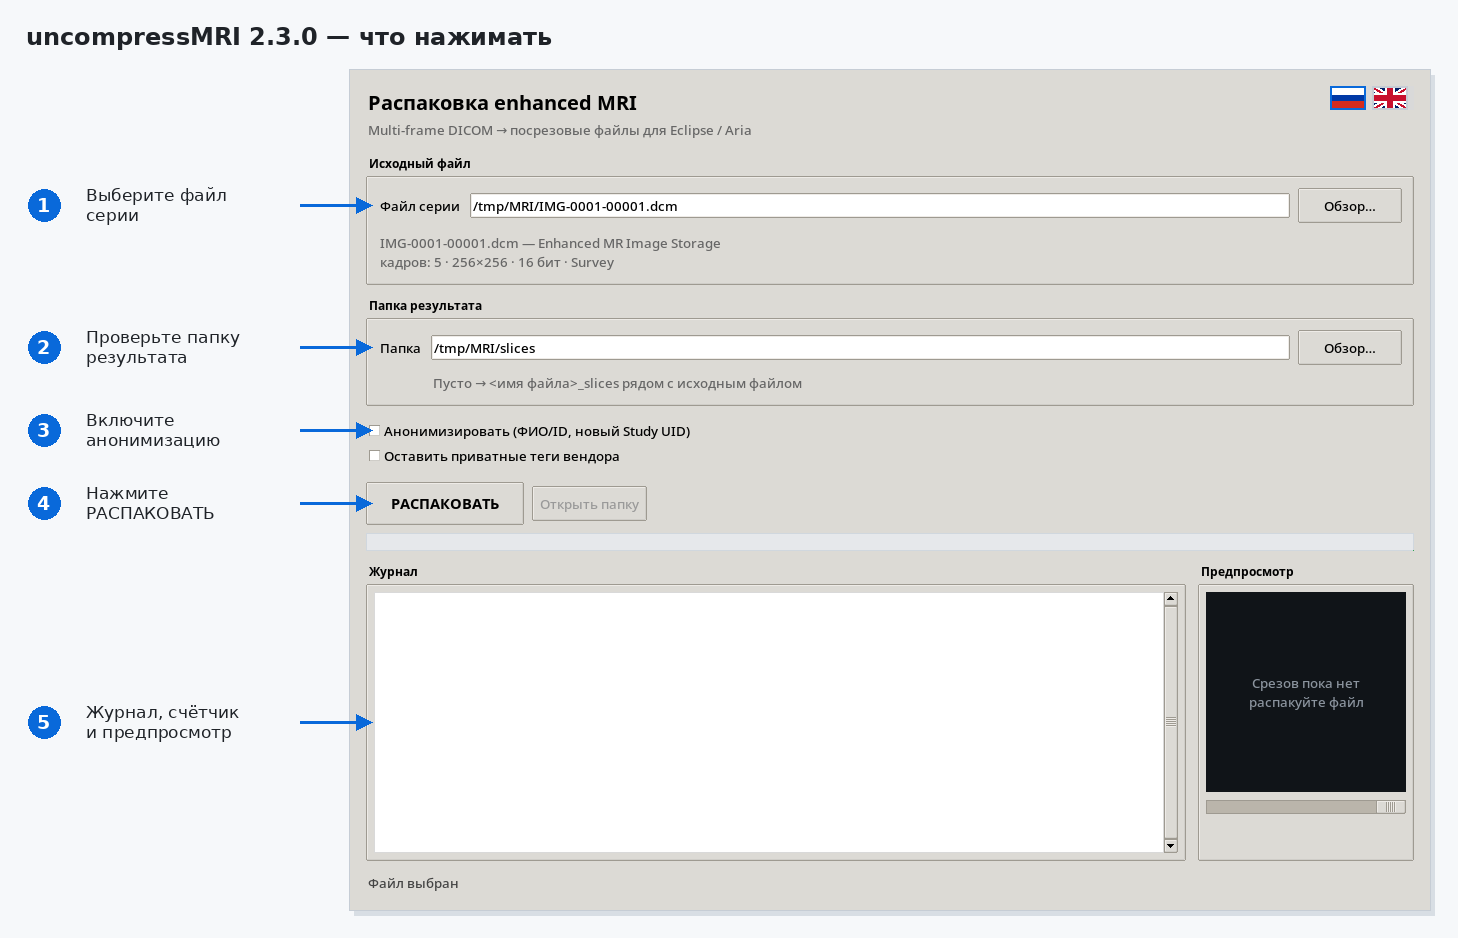 uncompressMRI 2.3.0 — что нажимать
Распаковка enhanced MRI
Multi-frame DICOM → посрезовые файлы для Eclipse / Aria
Исходный файл
1
Выберите файл
серии
Файл серии
/tmp/MRI/IMG-0001-00001.dcm
Обзор...
IMG-0001-00001.dcm — Enhanced MR Image Storage
кадров: 5 · 256×256 · 16 бит · Survey
Папка результата
2
Проверьте папку
результата
Папка
/tmp/MRI/slices
Обзор...
Пусто → <имя файла>_slices рядом с исходным файлом
3
Включите
анонимизацию
Анонимизировать (ФИО/ID, новый Study UID)
Оставить приватные теги вендора
4
Нажмите
РАСПАКОВАТЬ
РАСПАКОВАТЬ
Открыть папку
Журнал
Предпросмотр
5
Журнал, счётчик
и предпросмотр
Срезов пока нет
распакуйте файл
Файл выбран